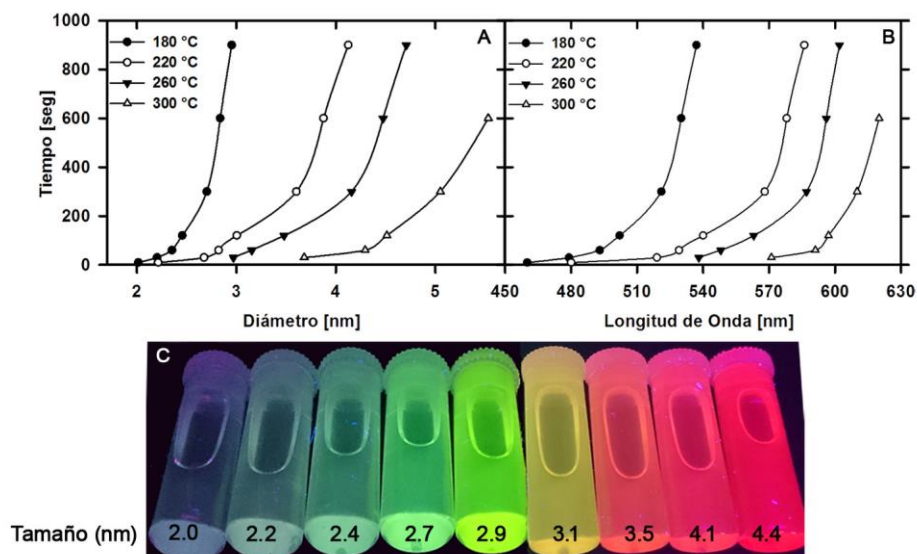 A
180 °C
220 °C
260 °C
300 °C
1000
800
600
400
200
0
Tiempo [seg]
2 3 4 5
Diámetro [nm]
B
180 °C
220 °C
260 °C
300 °C
450 480 510 540 570 600 630
Longitud de Onda [nm]
C
Tamaño (nm) 2.0 2.2 2.4 2.7 2.9 3.1 3.5 4.1 4.4